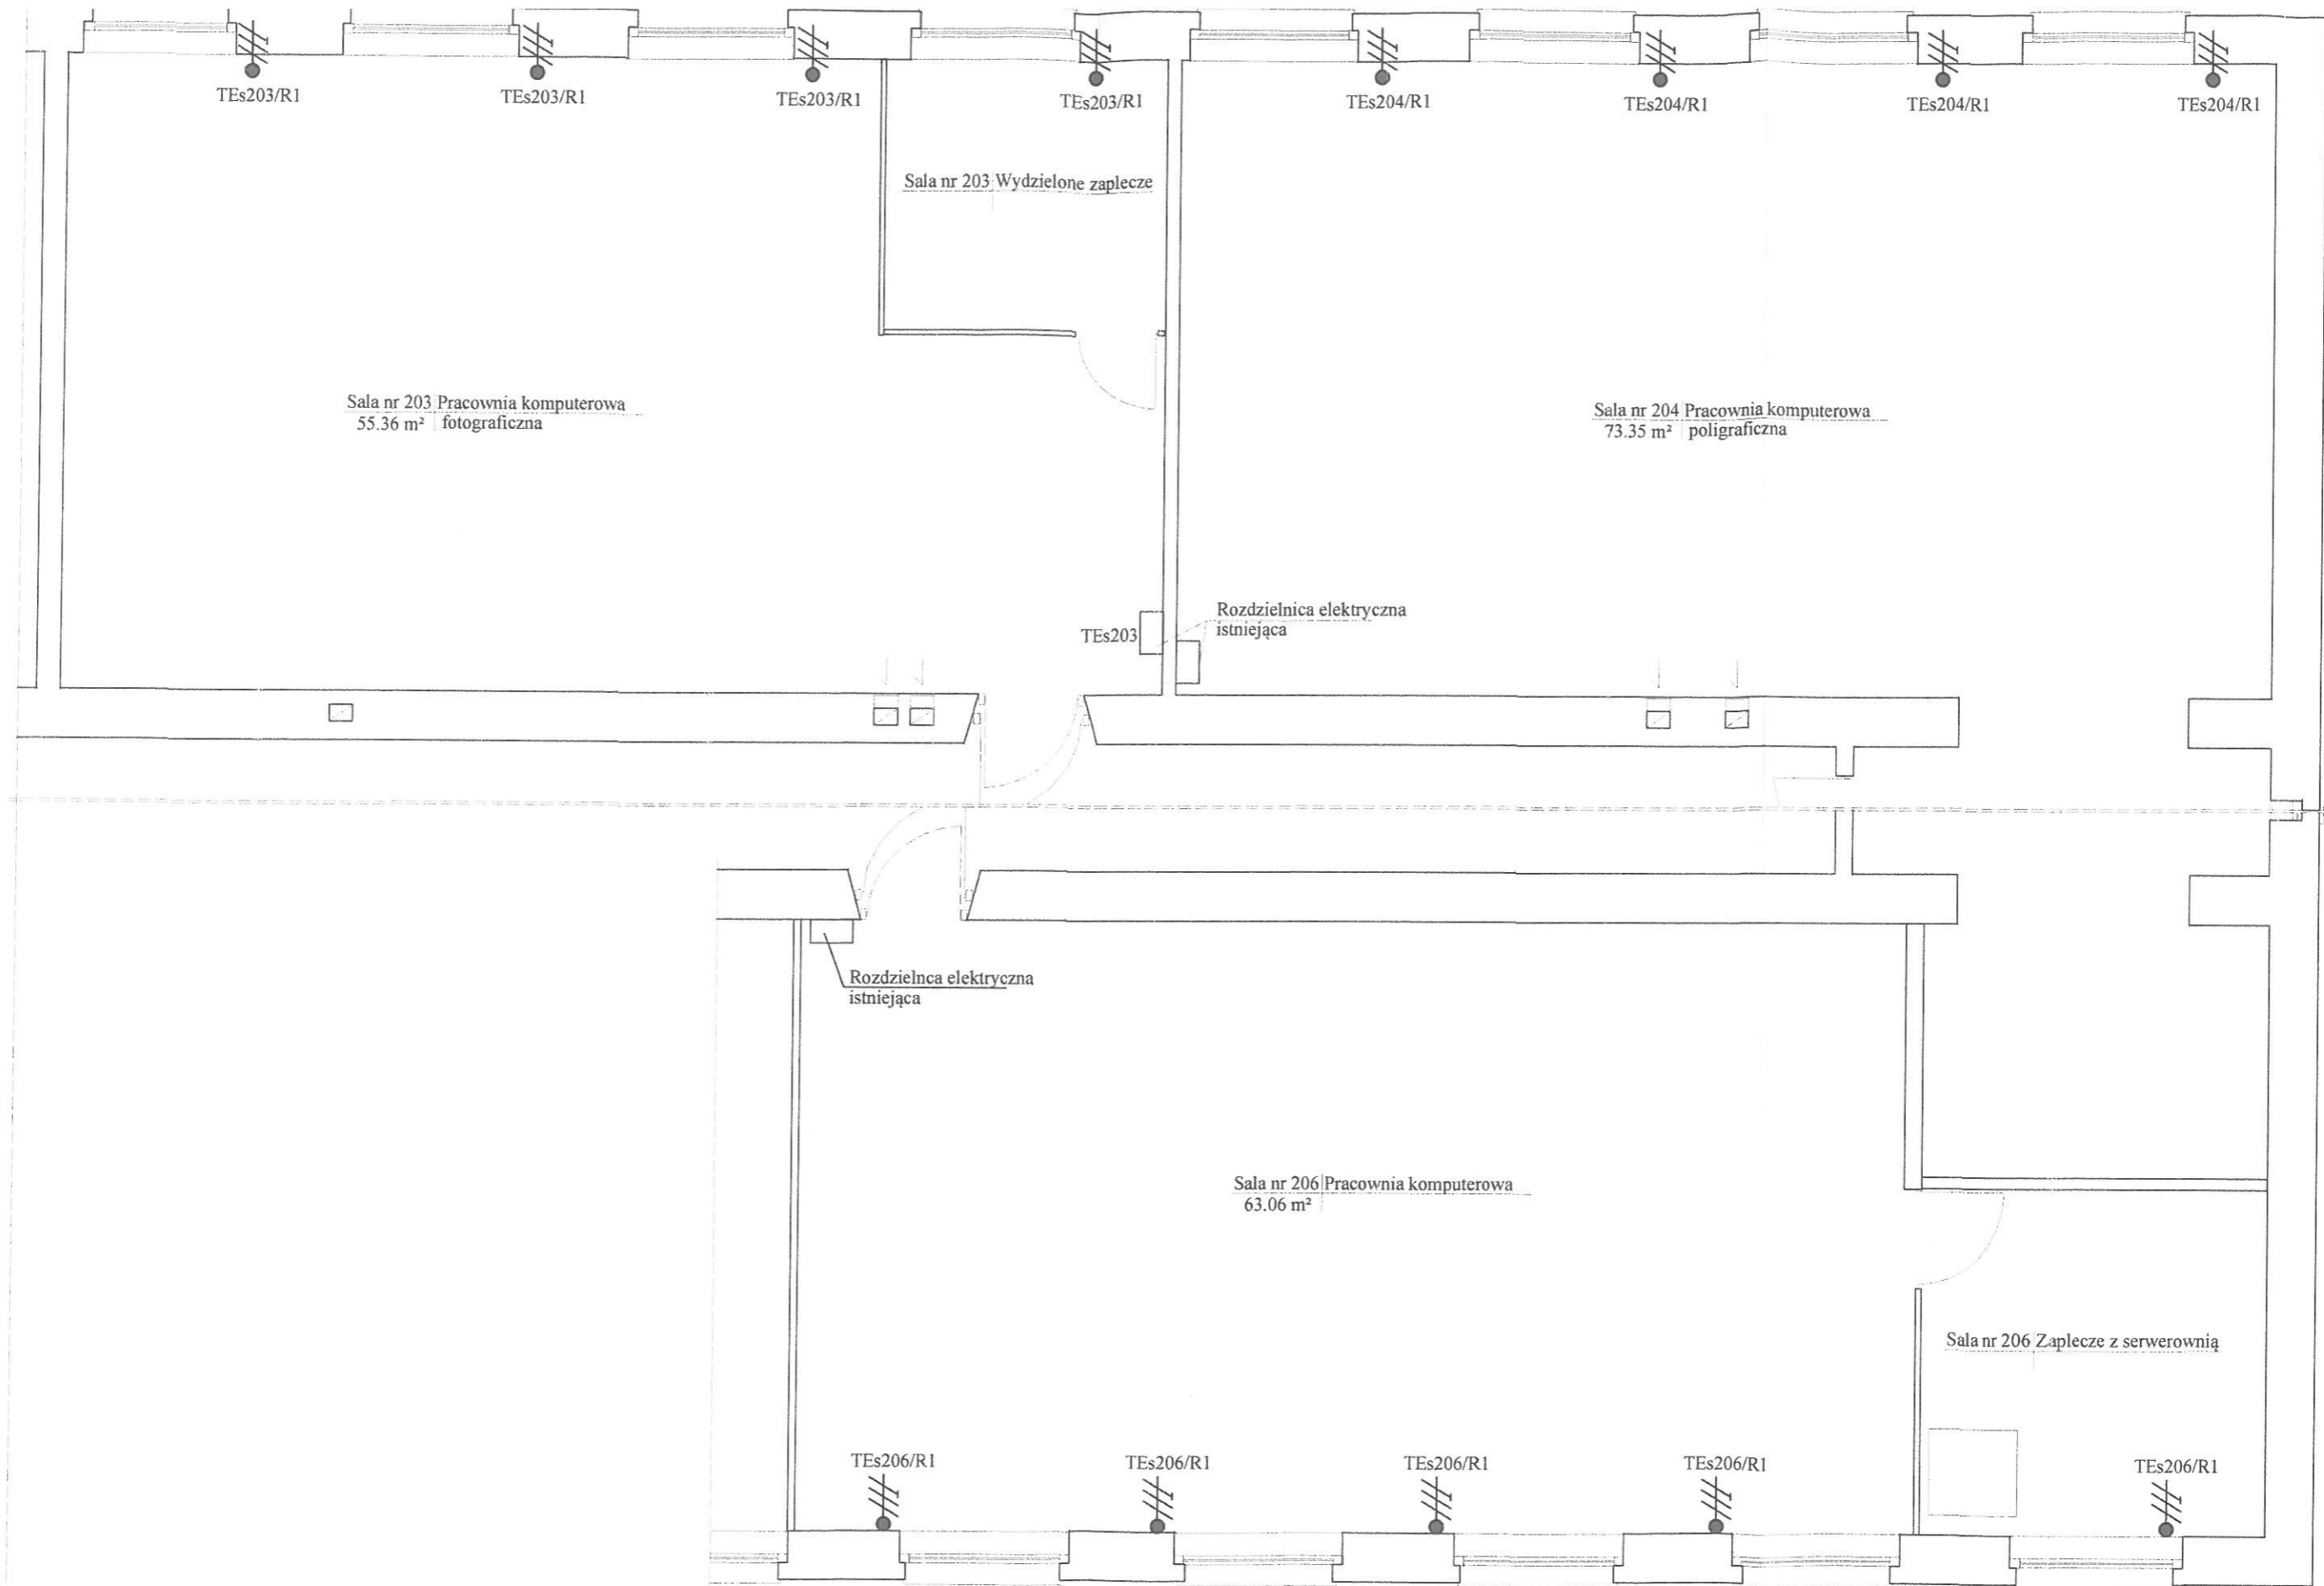 TEs203/R1
TEs203/R1
TEs203/R1
TEs203/R1
TEs204/R1
TEs204/R1
TEs204/R1
TEs204/R1
Sala nr 203 Wydzielone zaplecze
Sala nr 203 Pracownia komputerowa
55.36 m² fotograficzna
Sala nr 204 Pracownia komputerowa
73.35 m² poligraficzna
TEs203
Rozdzielnica elektryczna
istniejąca
Rozdzielnca elektryczna
istniejąca
Sala nr 206 Pracownia komputerowa
63.06 m²
Sala nr 206 Zaplecze z serwerownią
TEs206/R1
TEs206/R1
TEs206/R1
TEs206/R1
TEs206/R1